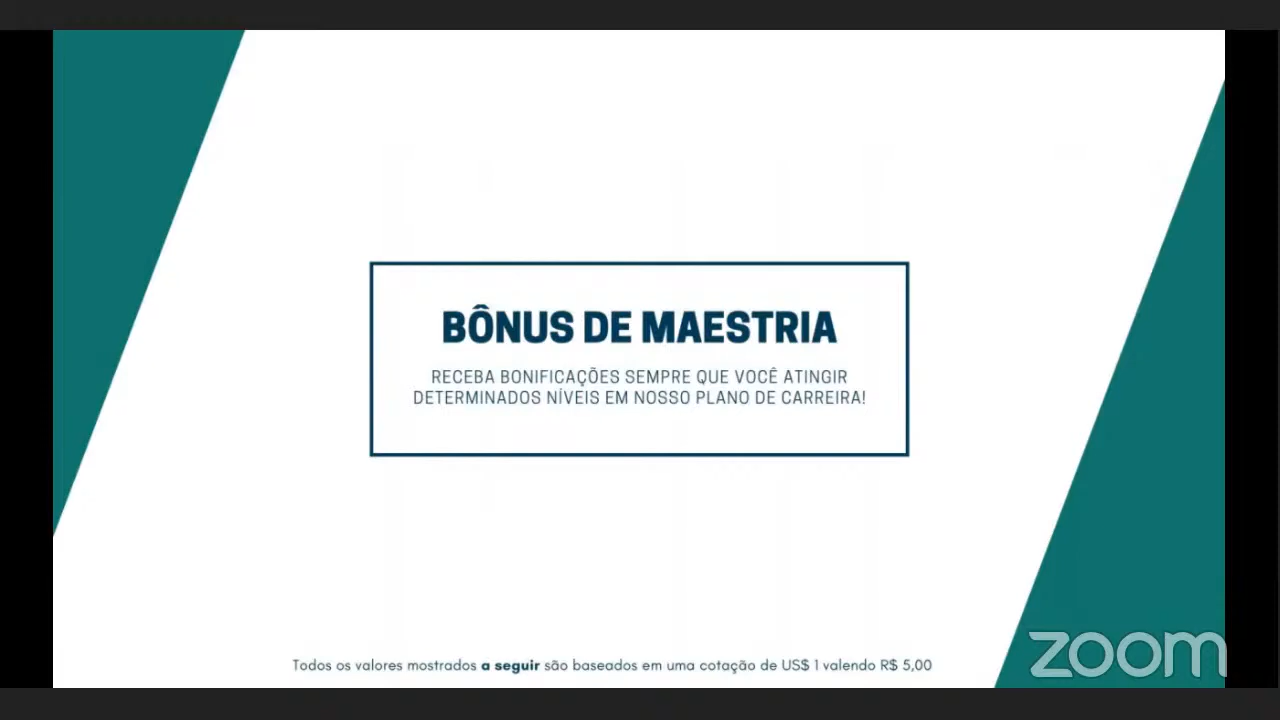 BÔNUS DE MAESTRIA
RECEBA BONIFICAÇÕES SEMPRE QUE VOCÊ ATINGIR
DETERMINADOS NÍVEIS EM NOSSO PLANO DE CARREIRA!
Todos os valores mostrados a seguir são baseados em uma cotação de US$ 1 valendo R$ 5,00
zoom